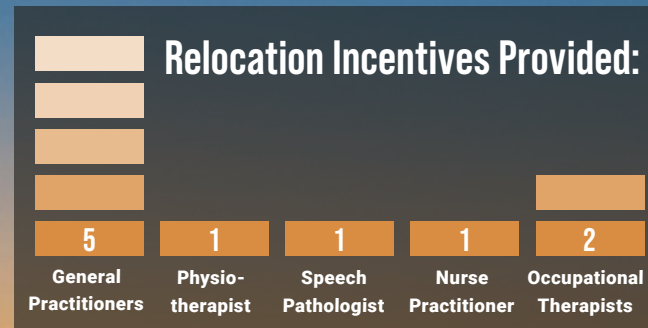 Relocation Incentives Provided:
5
1
1
1
2
General
Practitioners
Physio-
therapist
Speech
Pathologist
Nurse
Practitioner
Occupational
Therapists